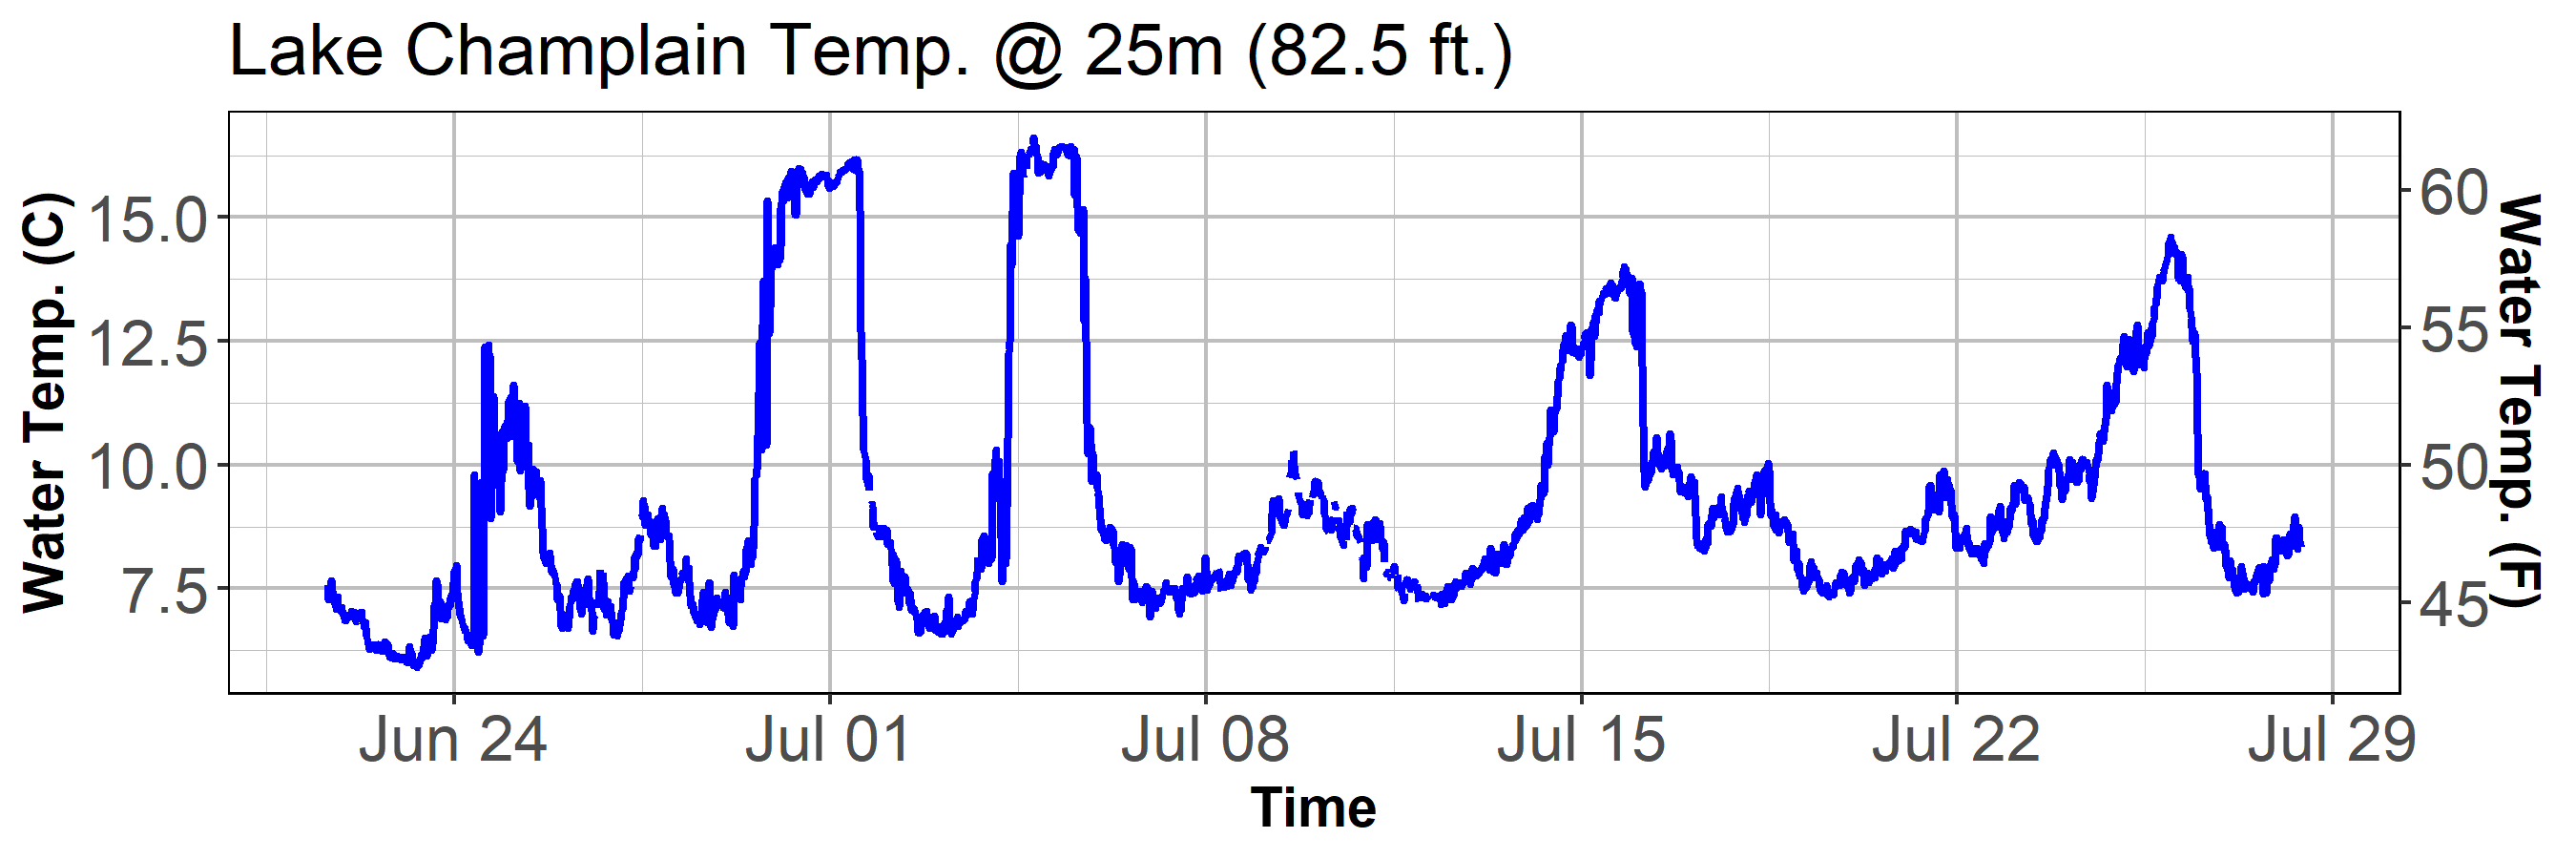 Lake Champlain Temp. @ 25m (82.5 ft.)
Water Temp. (C)
15.0
12.5
10.0
7.5
60
55
50
45
Water Temp. (F)
Jun 24 Jul 01 Jul 08 Jul 15 Jul 22 Jul 29
Time